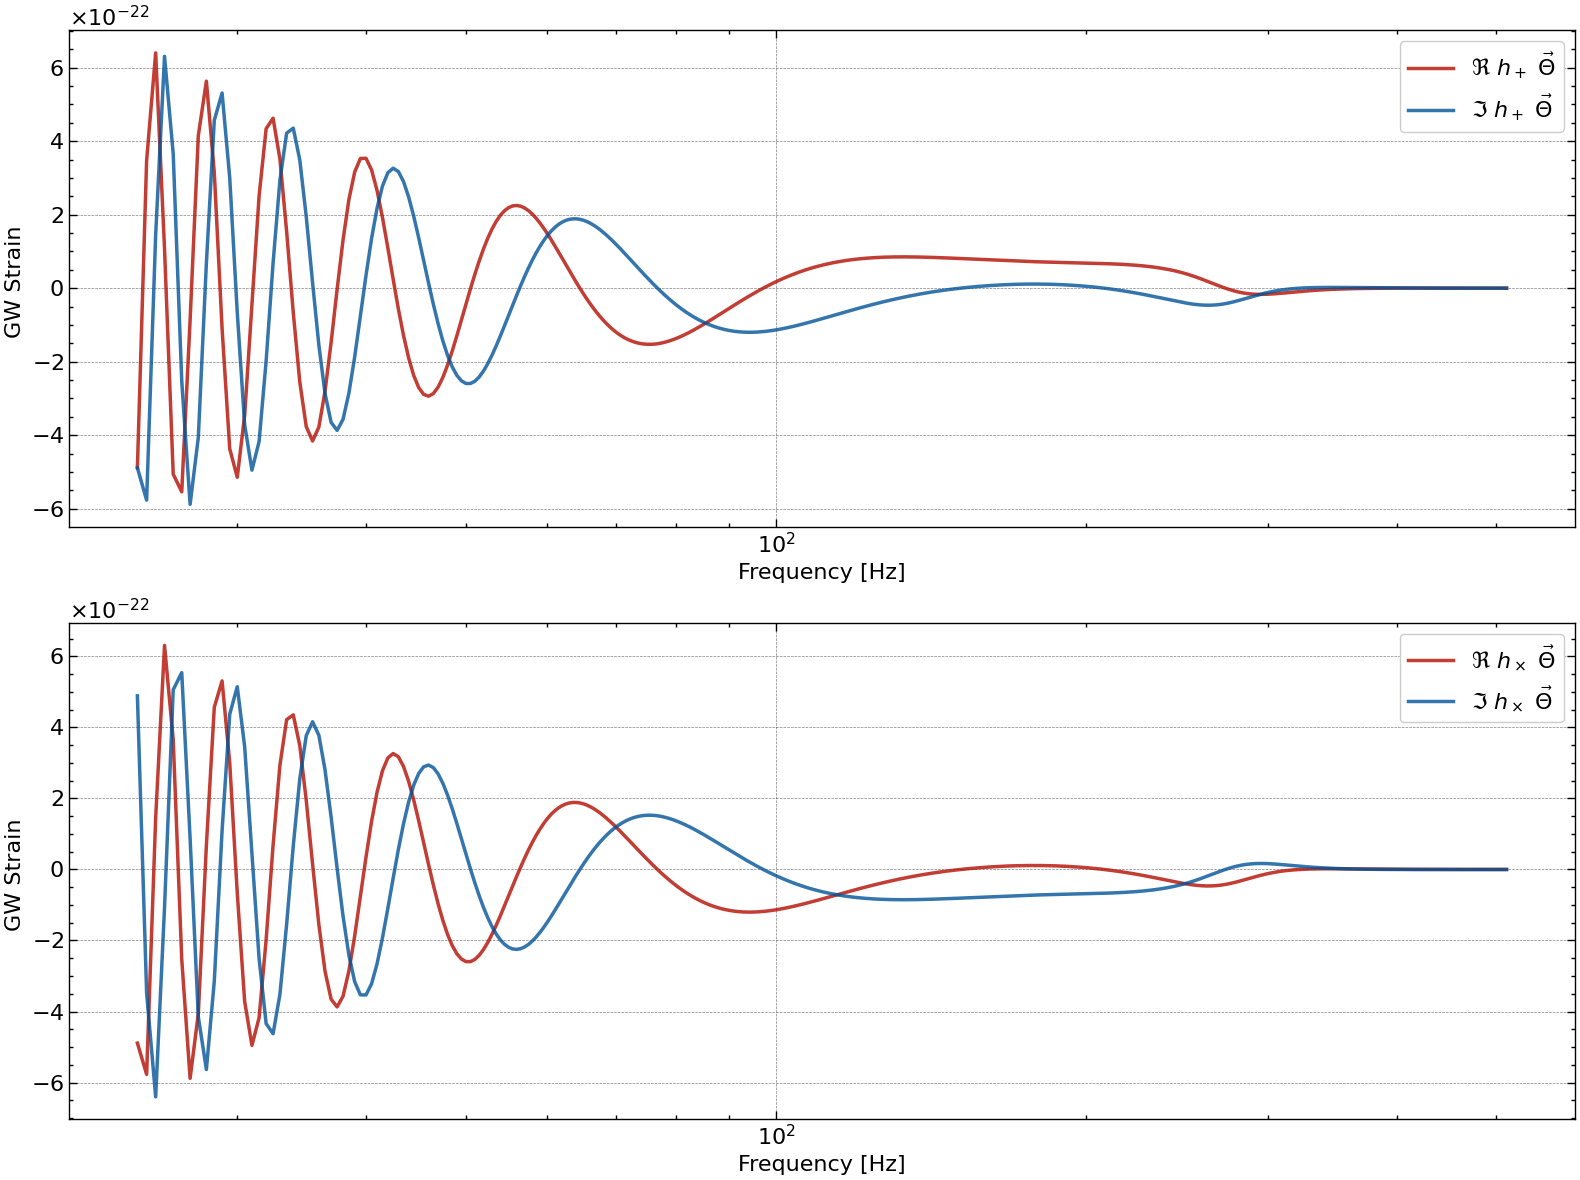 ×10⁻²²
6
4
2
0
−2
−4
−6
GW Strain
ℜ h₊ Θ⃗
ℑ h₊ Θ⃗
10²
Frequency [Hz]
×10⁻²²
6
4
2
0
−2
−4
−6
GW Strain
ℜ h× Θ⃗
ℑ h× Θ⃗
10²
Frequency [Hz]